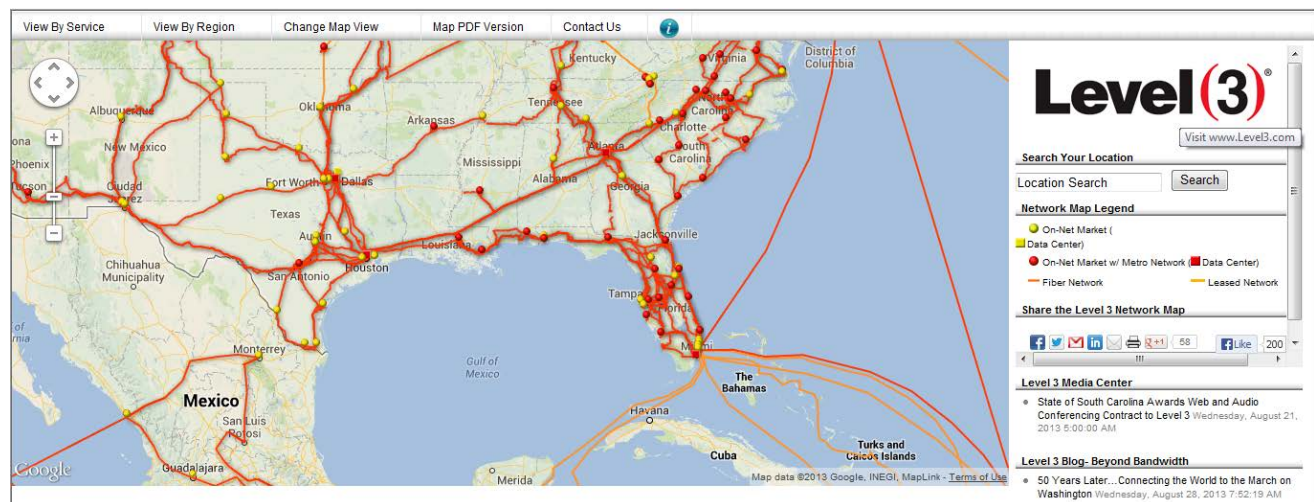 View By Service View By Region Change Map View Map PDF Version Contact Us i
District of
Columbia
Kentucky
Virginia
Albuquerque
Oklahoma
Tennessee
North
Carolina
Arkansas
Charlotte
New Mexico
Phoenix
Mississippi
Atlanta
South
Carolina
Tucson
Ciudad
Juárez
Fort Worth Dallas
Alabama
Georgia
Texas
Austin
Louisiana
Jacksonville
San Antonio
Houston
Chihuahua
Municipality
Tampa
Florida
Monterrey
Miami
Gulf of
Mexico
The
Bahamas
Mexico
San Luis
Potosi
Havana
Cuba
Turks and
Caicos Islands
Guadalajara
Google
Merida
Map data ©2013 Google, INEGI, MapLink - Terms of Use
Level(3)®
Visit www.Level3.com
Search Your Location
Location Search Search
Network Map Legend
On-Net Market (
Data Center)
On-Net Market w/ Metro Network ( Data Center)
Fiber Network Leased Network
Share the Level 3 Network Map
+1 58 Like 200
Level 3 Media Center
State of South Carolina Awards Web and Audio
Conferencing Contract to Level 3 Wednesday, August 21,
2013 5:00:00 AM
Level 3 Blog- Beyond Bandwidth
50 Years Later…Connecting the World to the March on
Washington Wednesday, August 28, 2013 7:52:19 AM